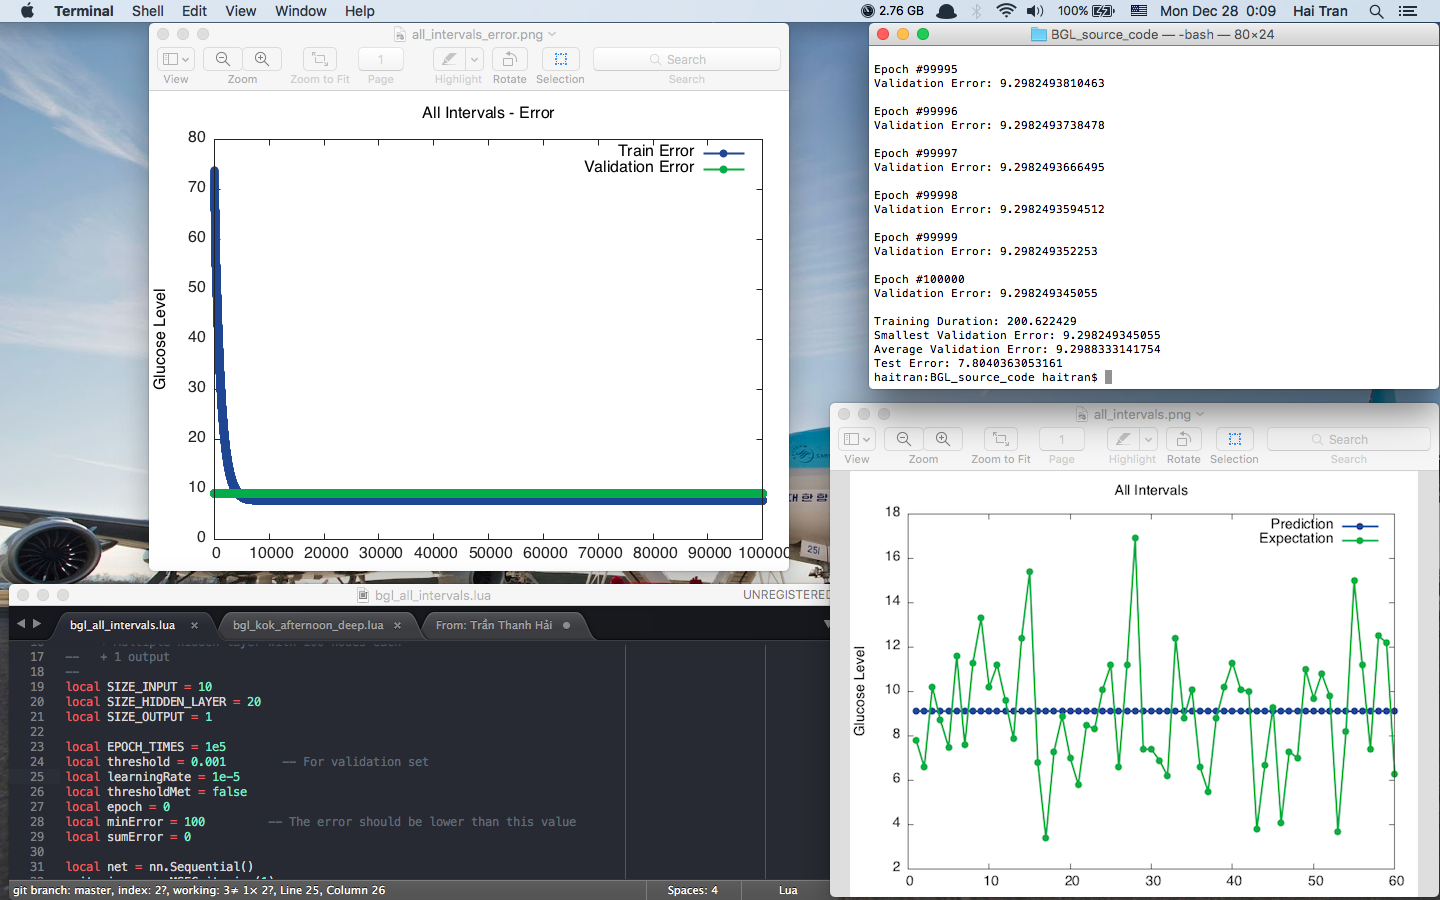 Terminal Shell Edit View Window Help 2.76 GB 100% Mon Dec 28 0:09 Hai Tran
all_intervals_error.png
1 Search
View Zoom Zoom to Fit Page Highlight Rotate Selection Search
All Intervals - Error
Train Error
Validation Error
80
70
60
50
40
30
20
10
0
Glucose Level
0 10000 20000 30000 40000 50000 60000 70000 80000 90000 100000
BGL_source_code — -bash — 80×24
Epoch #99995
Validation Error: 9.2982493810463
Epoch #99996
Validation Error: 9.2982493738478
Epoch #99997
Validation Error: 9.2982493666495
Epoch #99998
Validation Error: 9.2982493594512
Epoch #99999
Validation Error: 9.298249352253
Epoch #100000
Validation Error: 9.298249345055
Training Duration: 200.622429
Smallest Validation Error: 9.298249345055
Average Validation Error: 9.2988333141754
Test Error: 7.8040363053161
haitran:BGL_source_code haitran$
all_intervals.png
1 Search
View Zoom Zoom to Fit Page Highlight Rotate Selection Search
All Intervals
Prediction
Expectation
18
16
14
12
10
8
6
4
2
Glucose Level
0 10 20 30 40 50 60
대한항
251
bgl_all_intervals.lua UNREGISTERED
bgl_all_intervals.lua × bgl_kok_afternoon_deep.lua × From: Trần Thanh Hải
17 -- + 1 output
18 --
19 local SIZE_INPUT = 10
20 local SIZE_HIDDEN_LAYER = 20
21 local SIZE_OUTPUT = 1
22
23 local EPOCH_TIMES = 1e5
24 local threshold = 0.001 -- For validation set
25 local learningRate = 1e-5
26 local thresholdMet = false
27 local epoch = 0
28 local minError = 100 -- The error should be lower than this value
29 local sumError = 0
30
31 local net = nn.Sequential()
git branch: master, index: 2?, working: 3≠ 1× 2?, Line 25, Column 26 Spaces: 4 Lua